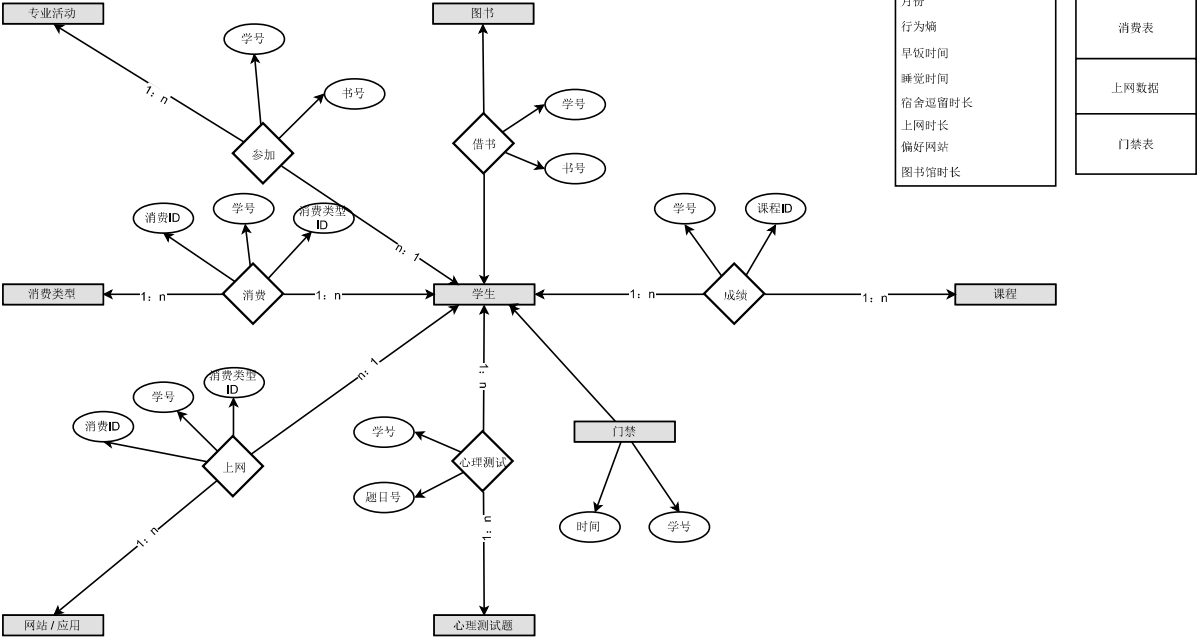 专业活动
图书
月份
行为熵
早饭时间
睡觉时间
宿舍逗留时长
上网时长
偏好网站
图书馆时长
消费表
上网数据
门禁表
学号
书号
1：n
参加
学号
书号
借书
消费ID
学号
消费类型
ID
n：1
学号
课程ID
消费类型
1：n
消费
1：n
学生
1：n
成绩
1：n
课程
n：1
1：n
消费类型
ID
学号
消费ID
上网
1：n
学号
题目号
心理测试
n
1：
门禁
时间
学号
网站 / 应用
心理测试题